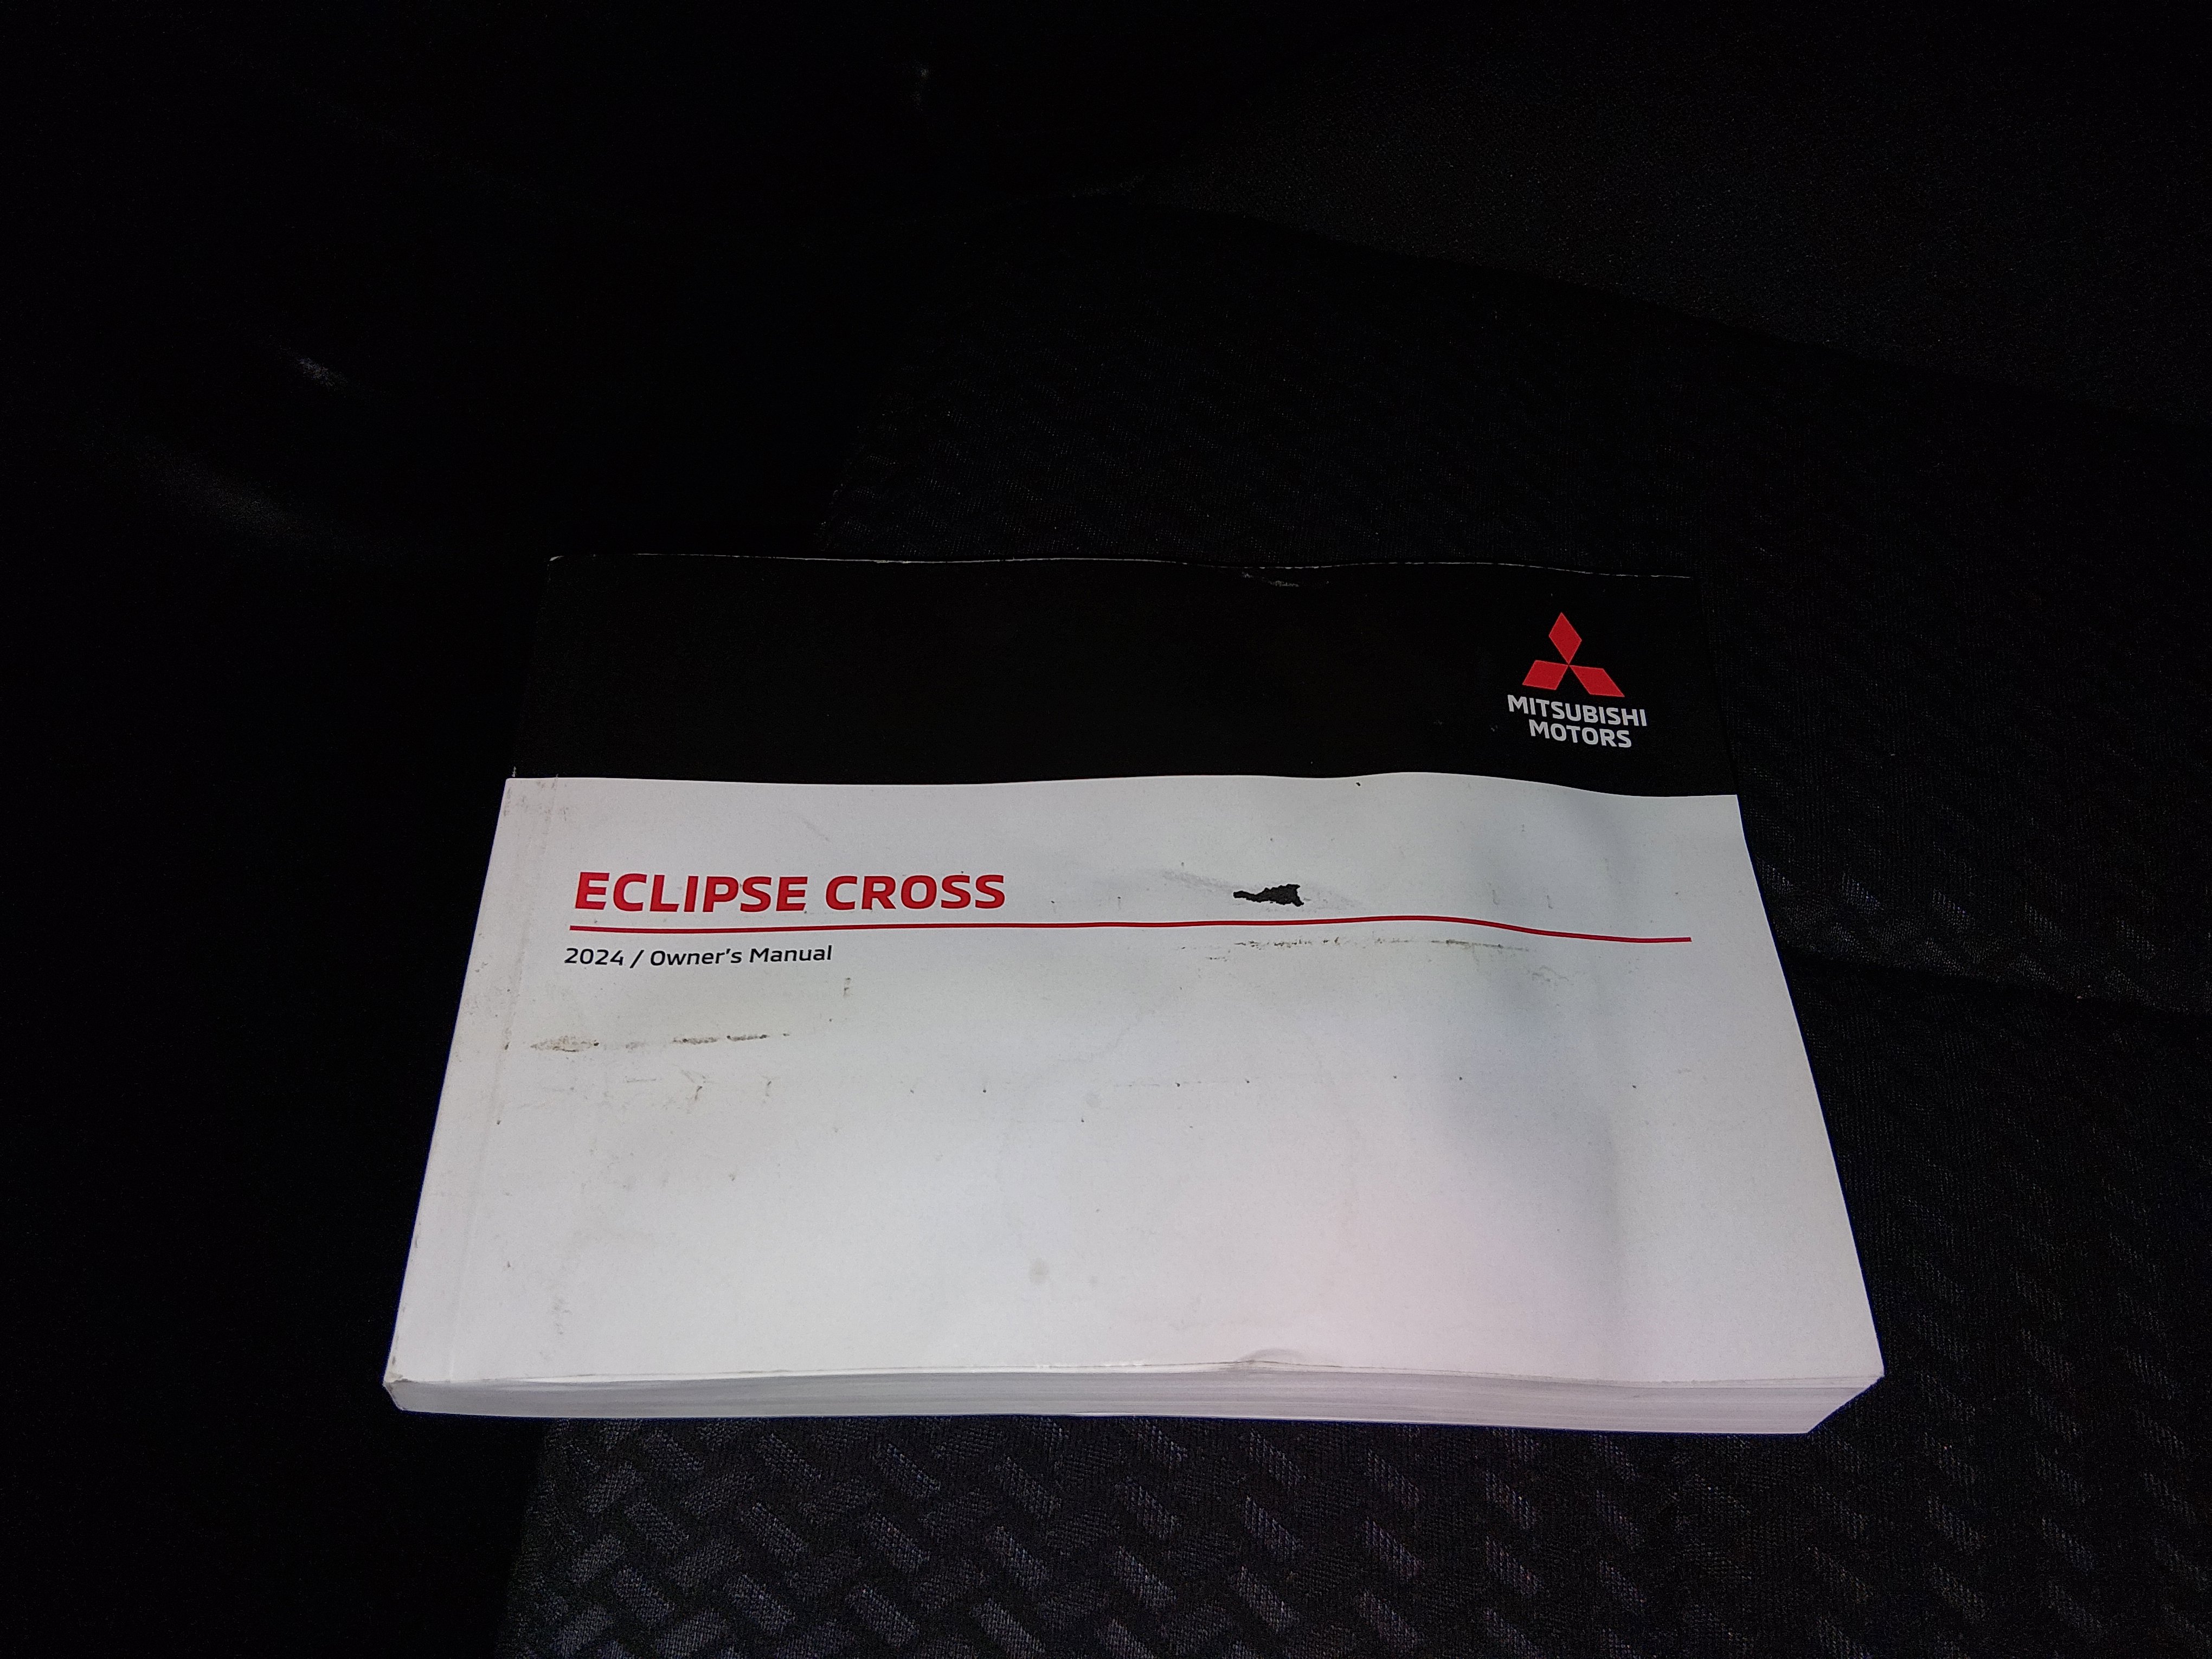 MITSUBISHI
MOTORS
ECLIPSE CROSS
2024 / Owner's Manual